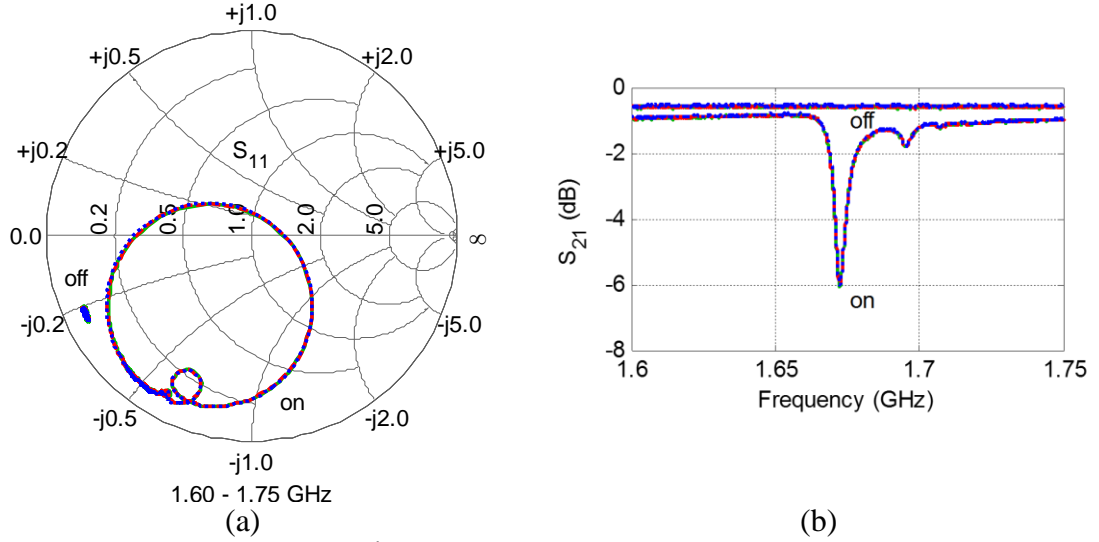 +j1.0
+j0.5
+j2.0
+j0.2
S11
+j5.0
0.0
0.2
0.5
1.0
2.0
5.0
∞
off
-j0.2
-j5.0
on
-j0.5
-j2.0
-j1.0
1.60 - 1.75 GHz
(a)
0
off
-2
-4
S21 (dB)
-6
on
-8
1.6
1.65
1.7
1.75
Frequency (GHz)
(b)